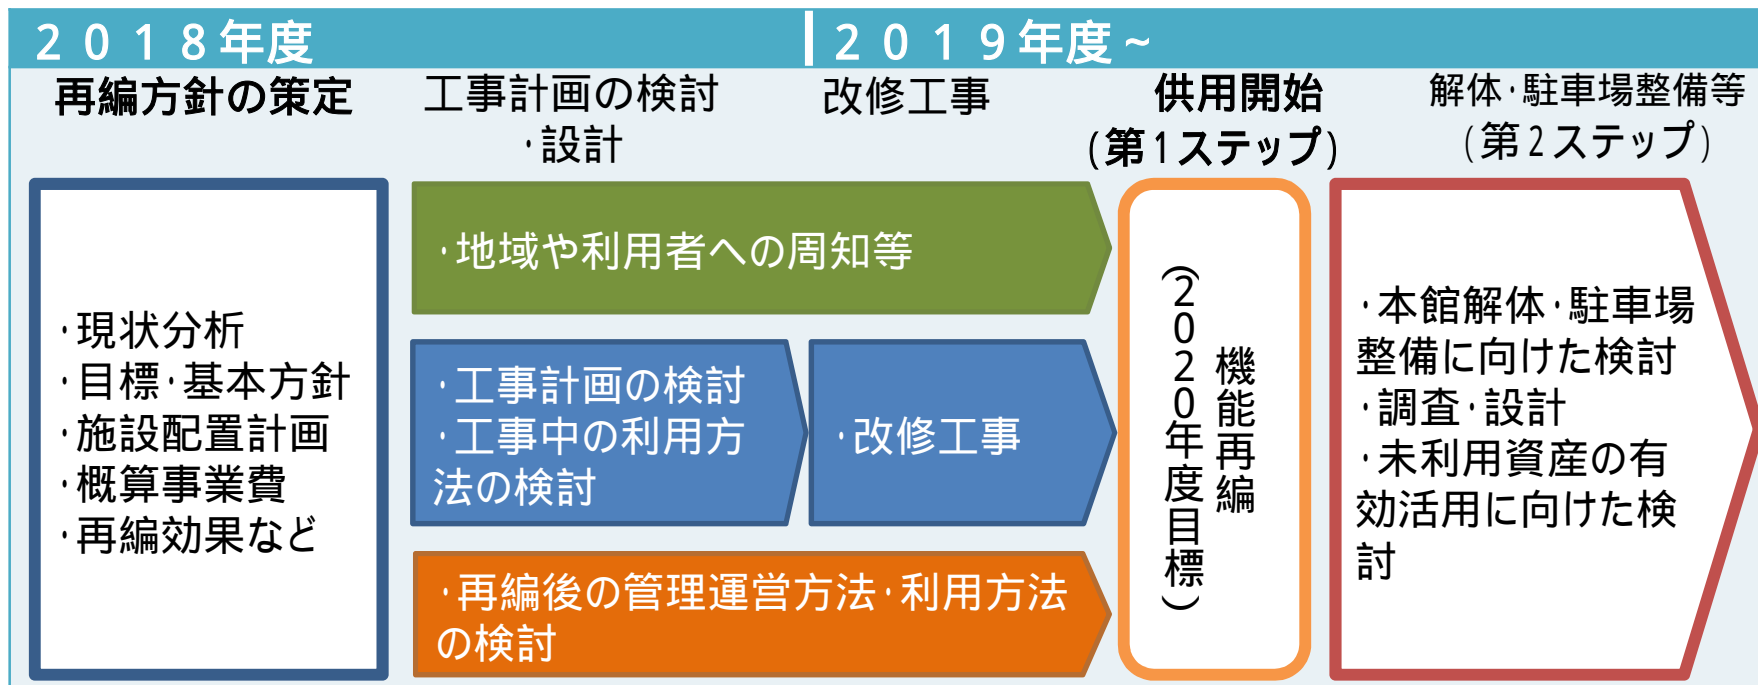 ２０１８年度
２０１９年度～
再編方針の策定
工事計画の検討
・設計
改修工事
供用開始
(第1ステップ)
解体・駐車場整備等
(第2ステップ)
・現状分析
・目標・基本方針
・施設配置計画
・概算事業費
・再編効果など
・地域や利用者への周知等
・工事計画の検討
・工事中の利用方
法の検討
・改修工事
・再編後の管理運営方法・利用方法
の検討
機能再編
(2020年度目標)
・本館解体・駐車場
整備に向けた検討
・調査・設計
・未利用資産の有
効活用に向けた検
討